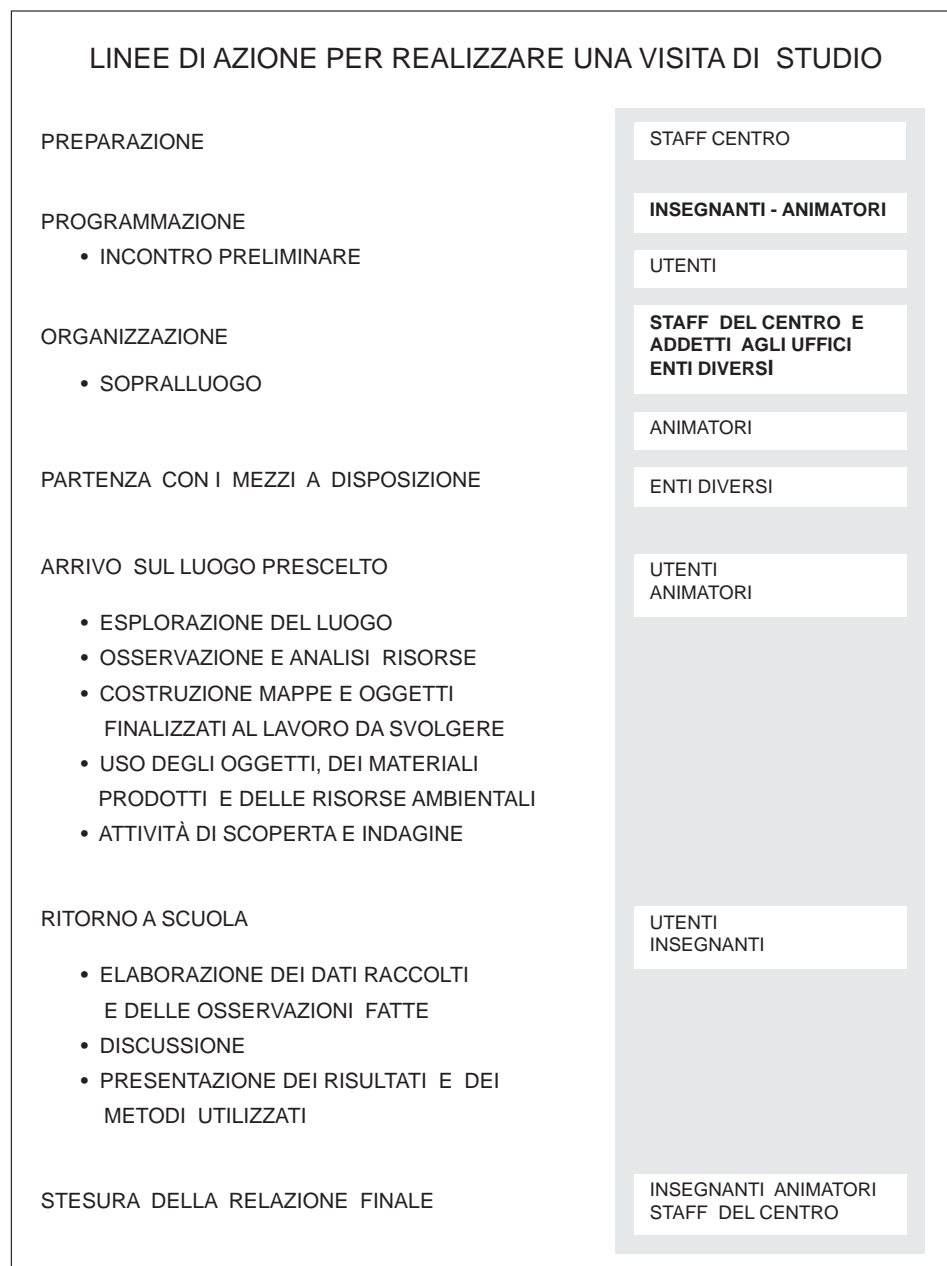 LINEE DI AZIONE PER REALIZZARE UNA VISITA DI STUDIO
PREPARAZIONE
STAFF CENTRO
PROGRAMMAZIONE
INSEGNANTI - ANIMATORI
• INCONTRO PRELIMINARE
UTENTI
ORGANIZZAZIONE
STAFF DEL CENTRO E
ADDETTI AGLI UFFICI
ENTI DIVERSI
• SOPRALLUOGO
ANIMATORI
PARTENZA CON I MEZZI A DISPOSIZIONE
ENTI DIVERSI
ARRIVO SUL LUOGO PRESCELTO
UTENTI
ANIMATORI
• ESPLORAZIONE DEL LUOGO
• OSSERVAZIONE E ANALISI RISORSE
• COSTRUZIONE MAPPE E OGGETTI
FINALIZZATI AL LAVORO DA SVOLGERE
• USO DEGLI OGGETTI, DEI MATERIALI
PRODOTTI E DELLE RISORSE AMBIENTALI
• ATTIVITÀ DI SCOPERTA E INDAGINE
RITORNO A SCUOLA
UTENTI
INSEGNANTI
• ELABORAZIONE DEI DATI RACCOLTI
E DELLE OSSERVAZIONI FATTE
• DISCUSSIONE
• PRESENTAZIONE DEI RISULTATI E DEI
METODI UTILIZZATI
STESURA DELLA RELAZIONE FINALE
INSEGNANTI ANIMATORI
STAFF DEL CENTRO